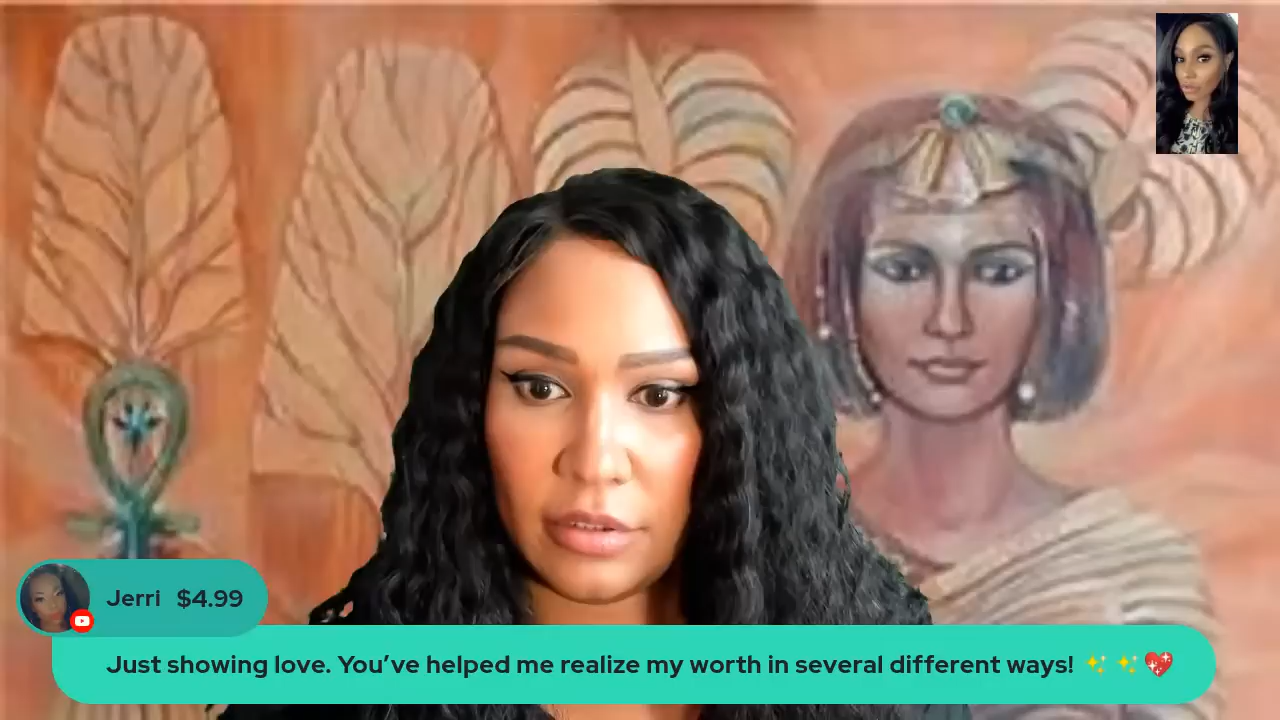 Jerri $4.99
Just showing love. You’ve helped me realize my worth in several different ways! ✨✨💖